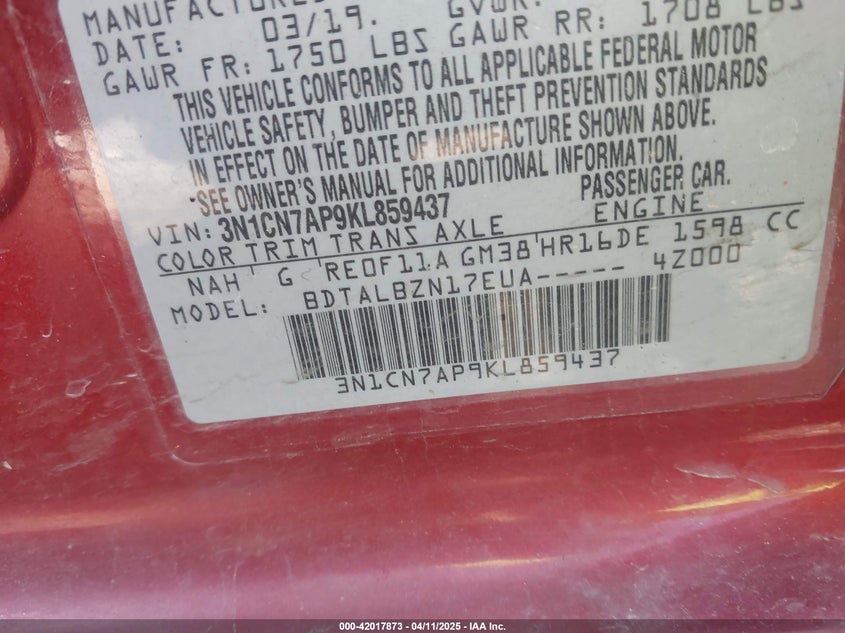 MANUFACTURED
DATE: 03/19. GVWR:
GAWR FR: 1750 LBS GAWR RR: 1708 LBS
THIS VEHICLE CONFORMS TO ALL APPLICABLE FEDERAL MOTOR
VEHICLE SAFETY, BUMPER AND THEFT PREVENTION STANDARDS
IN EFFECT ON THE DATE OF MANUFACTURE SHOWN ABOVE.
-SEE OWNER'S MANUAL FOR ADDITIONAL INFORMATION.
VIN: 3N1CN7AP9KL859437 PASSENGER CAR.
COLOR TRIM TRANS AXLE ENGINE
NAH G RE0F11A GM38 HR16DE 1598 CC
MODEL: BDTALBZN17EUA----- 4Z000
3N1CN7AP9KL859437
000-42017873 - 04/11/2025 - IAA Inc.